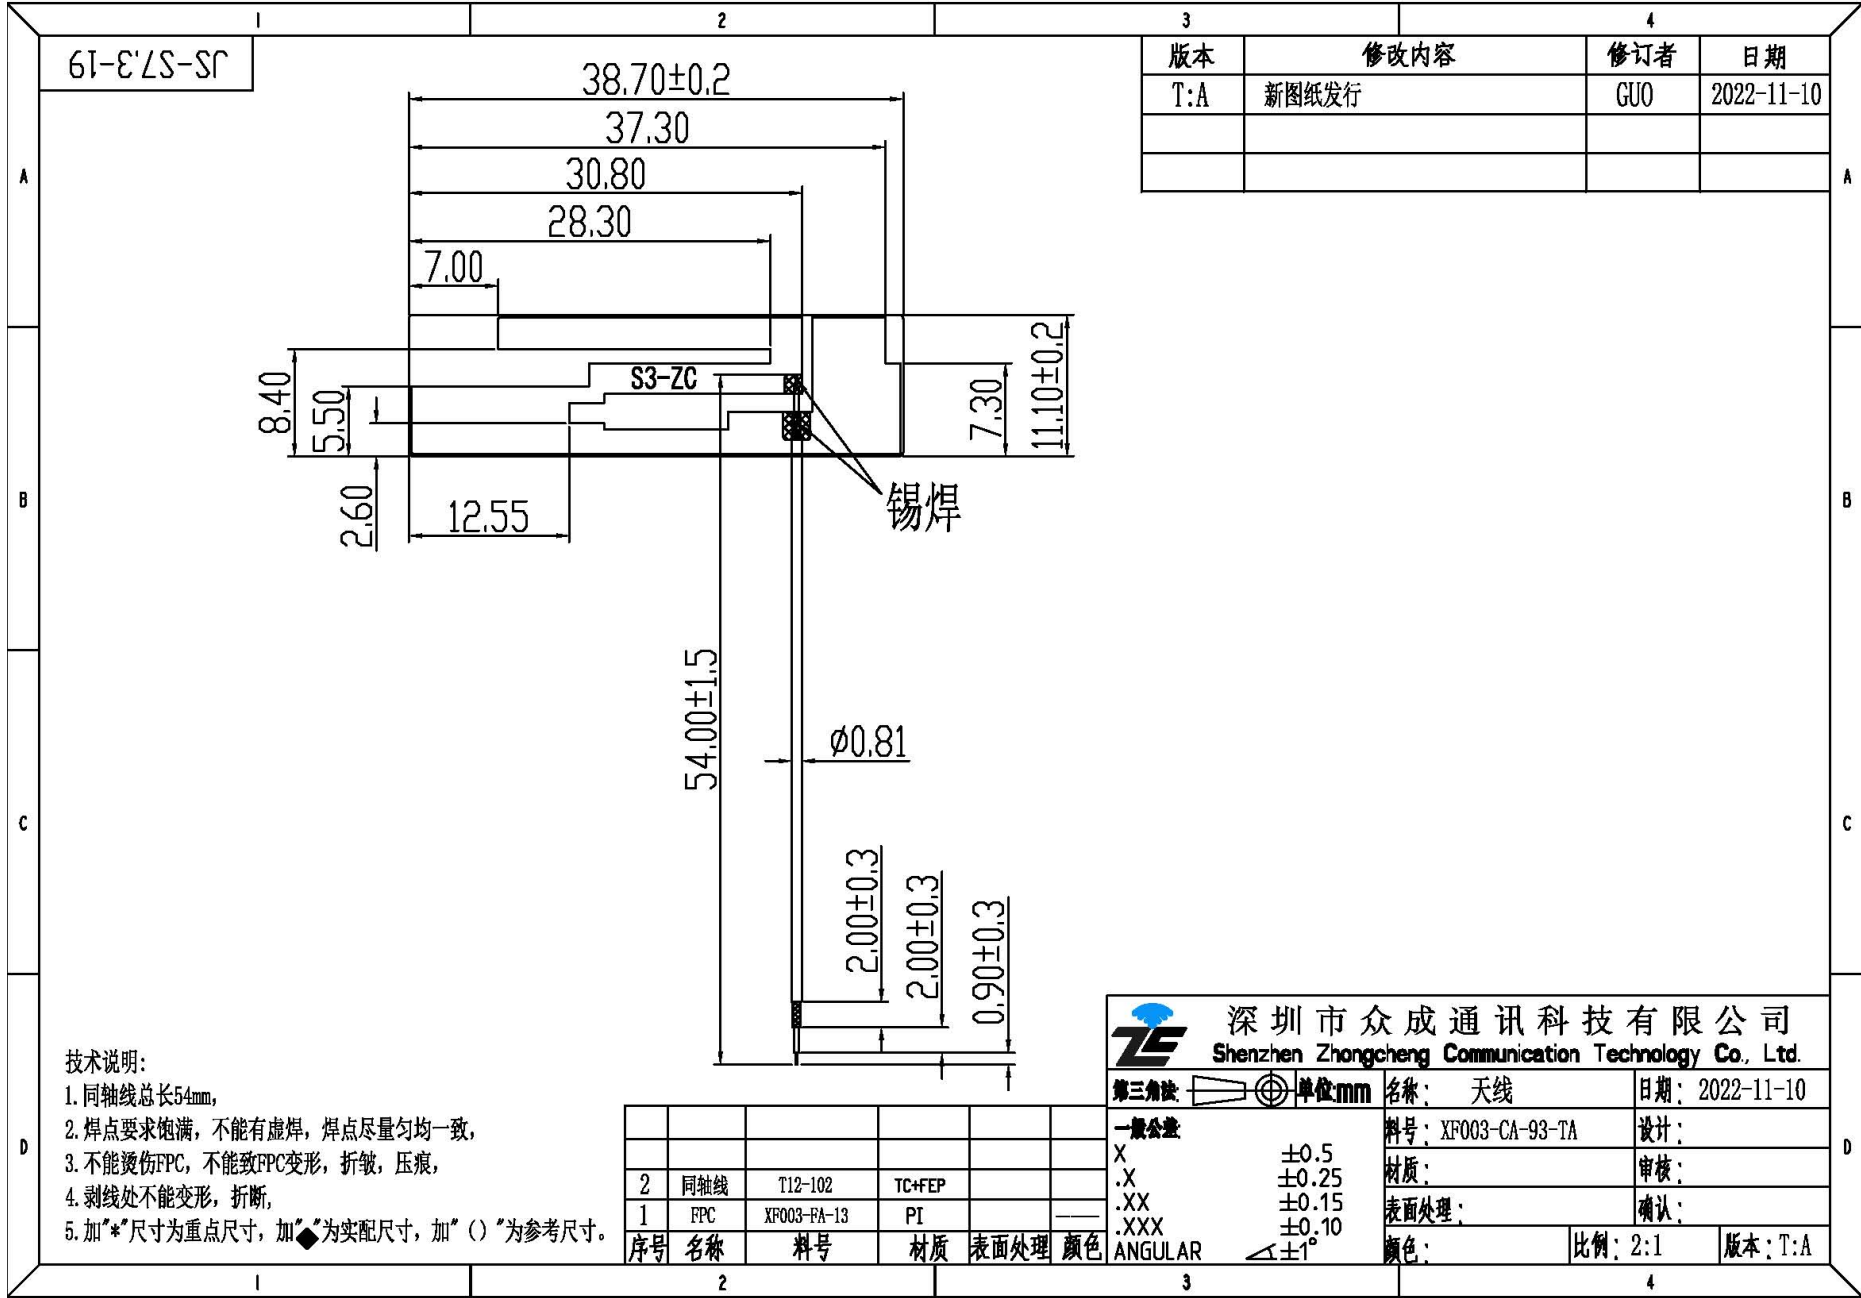 1 2 3 4
JS-S7.3-19
版本 修改内容 修订者 日期
T:A 新图纸发行 GUO 2022-11-10
38.70±0.2
37.30
30.80
28.30
7.00
A A
8.40
5.50
S3-ZC
7.30
11.10±0.2
B B
2.60
12.55
锡焊
54.00±1.5
Ø0.81
C C
2.00±0.3
2.00±0.3
0.90±0.3
技术说明:
1.同轴线总长54mm,
2.焊点要求饱满，不能有虚焊，焊点尽量匀均一致,
3.不能烫伤FPC，不能致FPC变形，折皱，压痕,
4.剥线处不能变形，折断,
5.加"*"尺寸为重点尺寸，加"◆"为实配尺寸，加"（）"为参考尺寸。
D D
2 同轴线 T12-102 TC+FEP
1 FPC XF003-FA-13 PI ——
序号 名称 料号 材质 表面处理 颜色
ZE
深圳市众成通讯科技有限公司
Shenzhen Zhongcheng Communication Technology Co., Ltd.
第三角法: 单位:mm 名称: 天线 日期: 2022-11-10
一般公差:
X ±0.5
.X ±0.25
.XX ±0.15
.XXX ±0.10
ANGULAR ∠±1°
料号: XF003-CA-93-TA 设计:
材质: 审核:
表面处理: 确认:
颜色: 比例: 2:1 版本: T:A
1 2 3 4